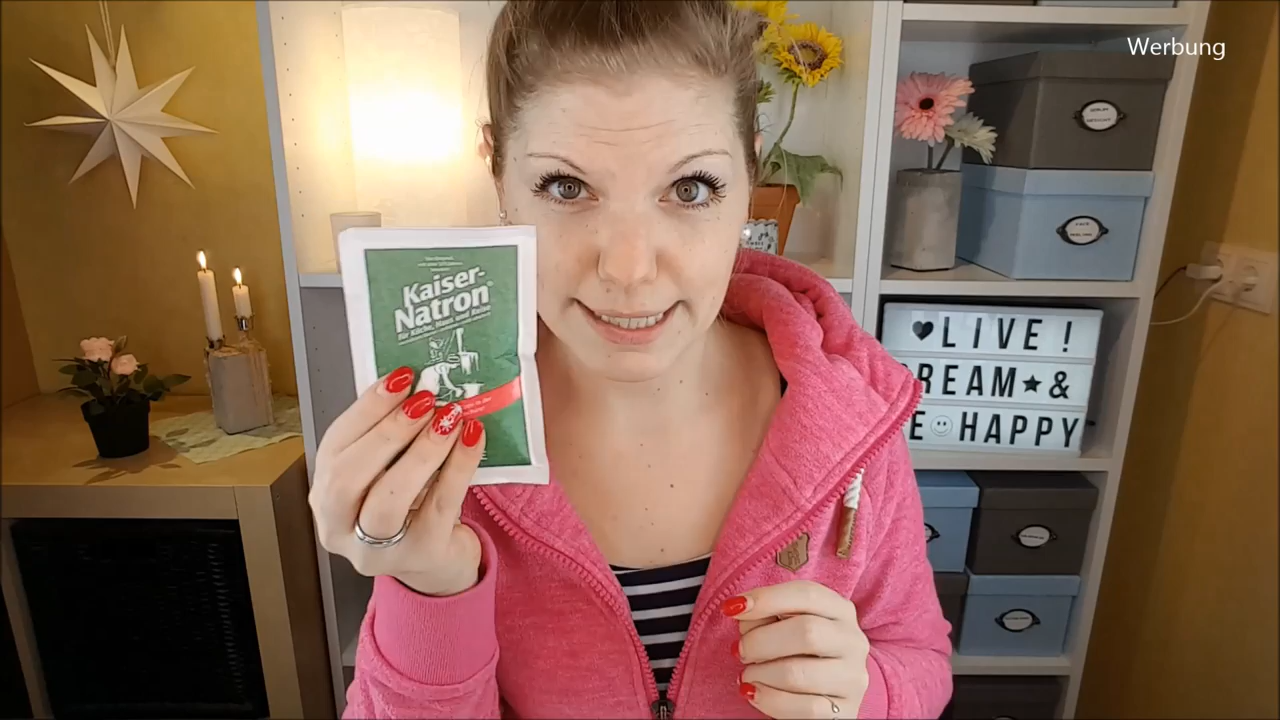 Werbung
Kaiser-
Natron®
für Küche, Haus und Reise
LIVE!
REAM ★ &
E ☺ HAPPY